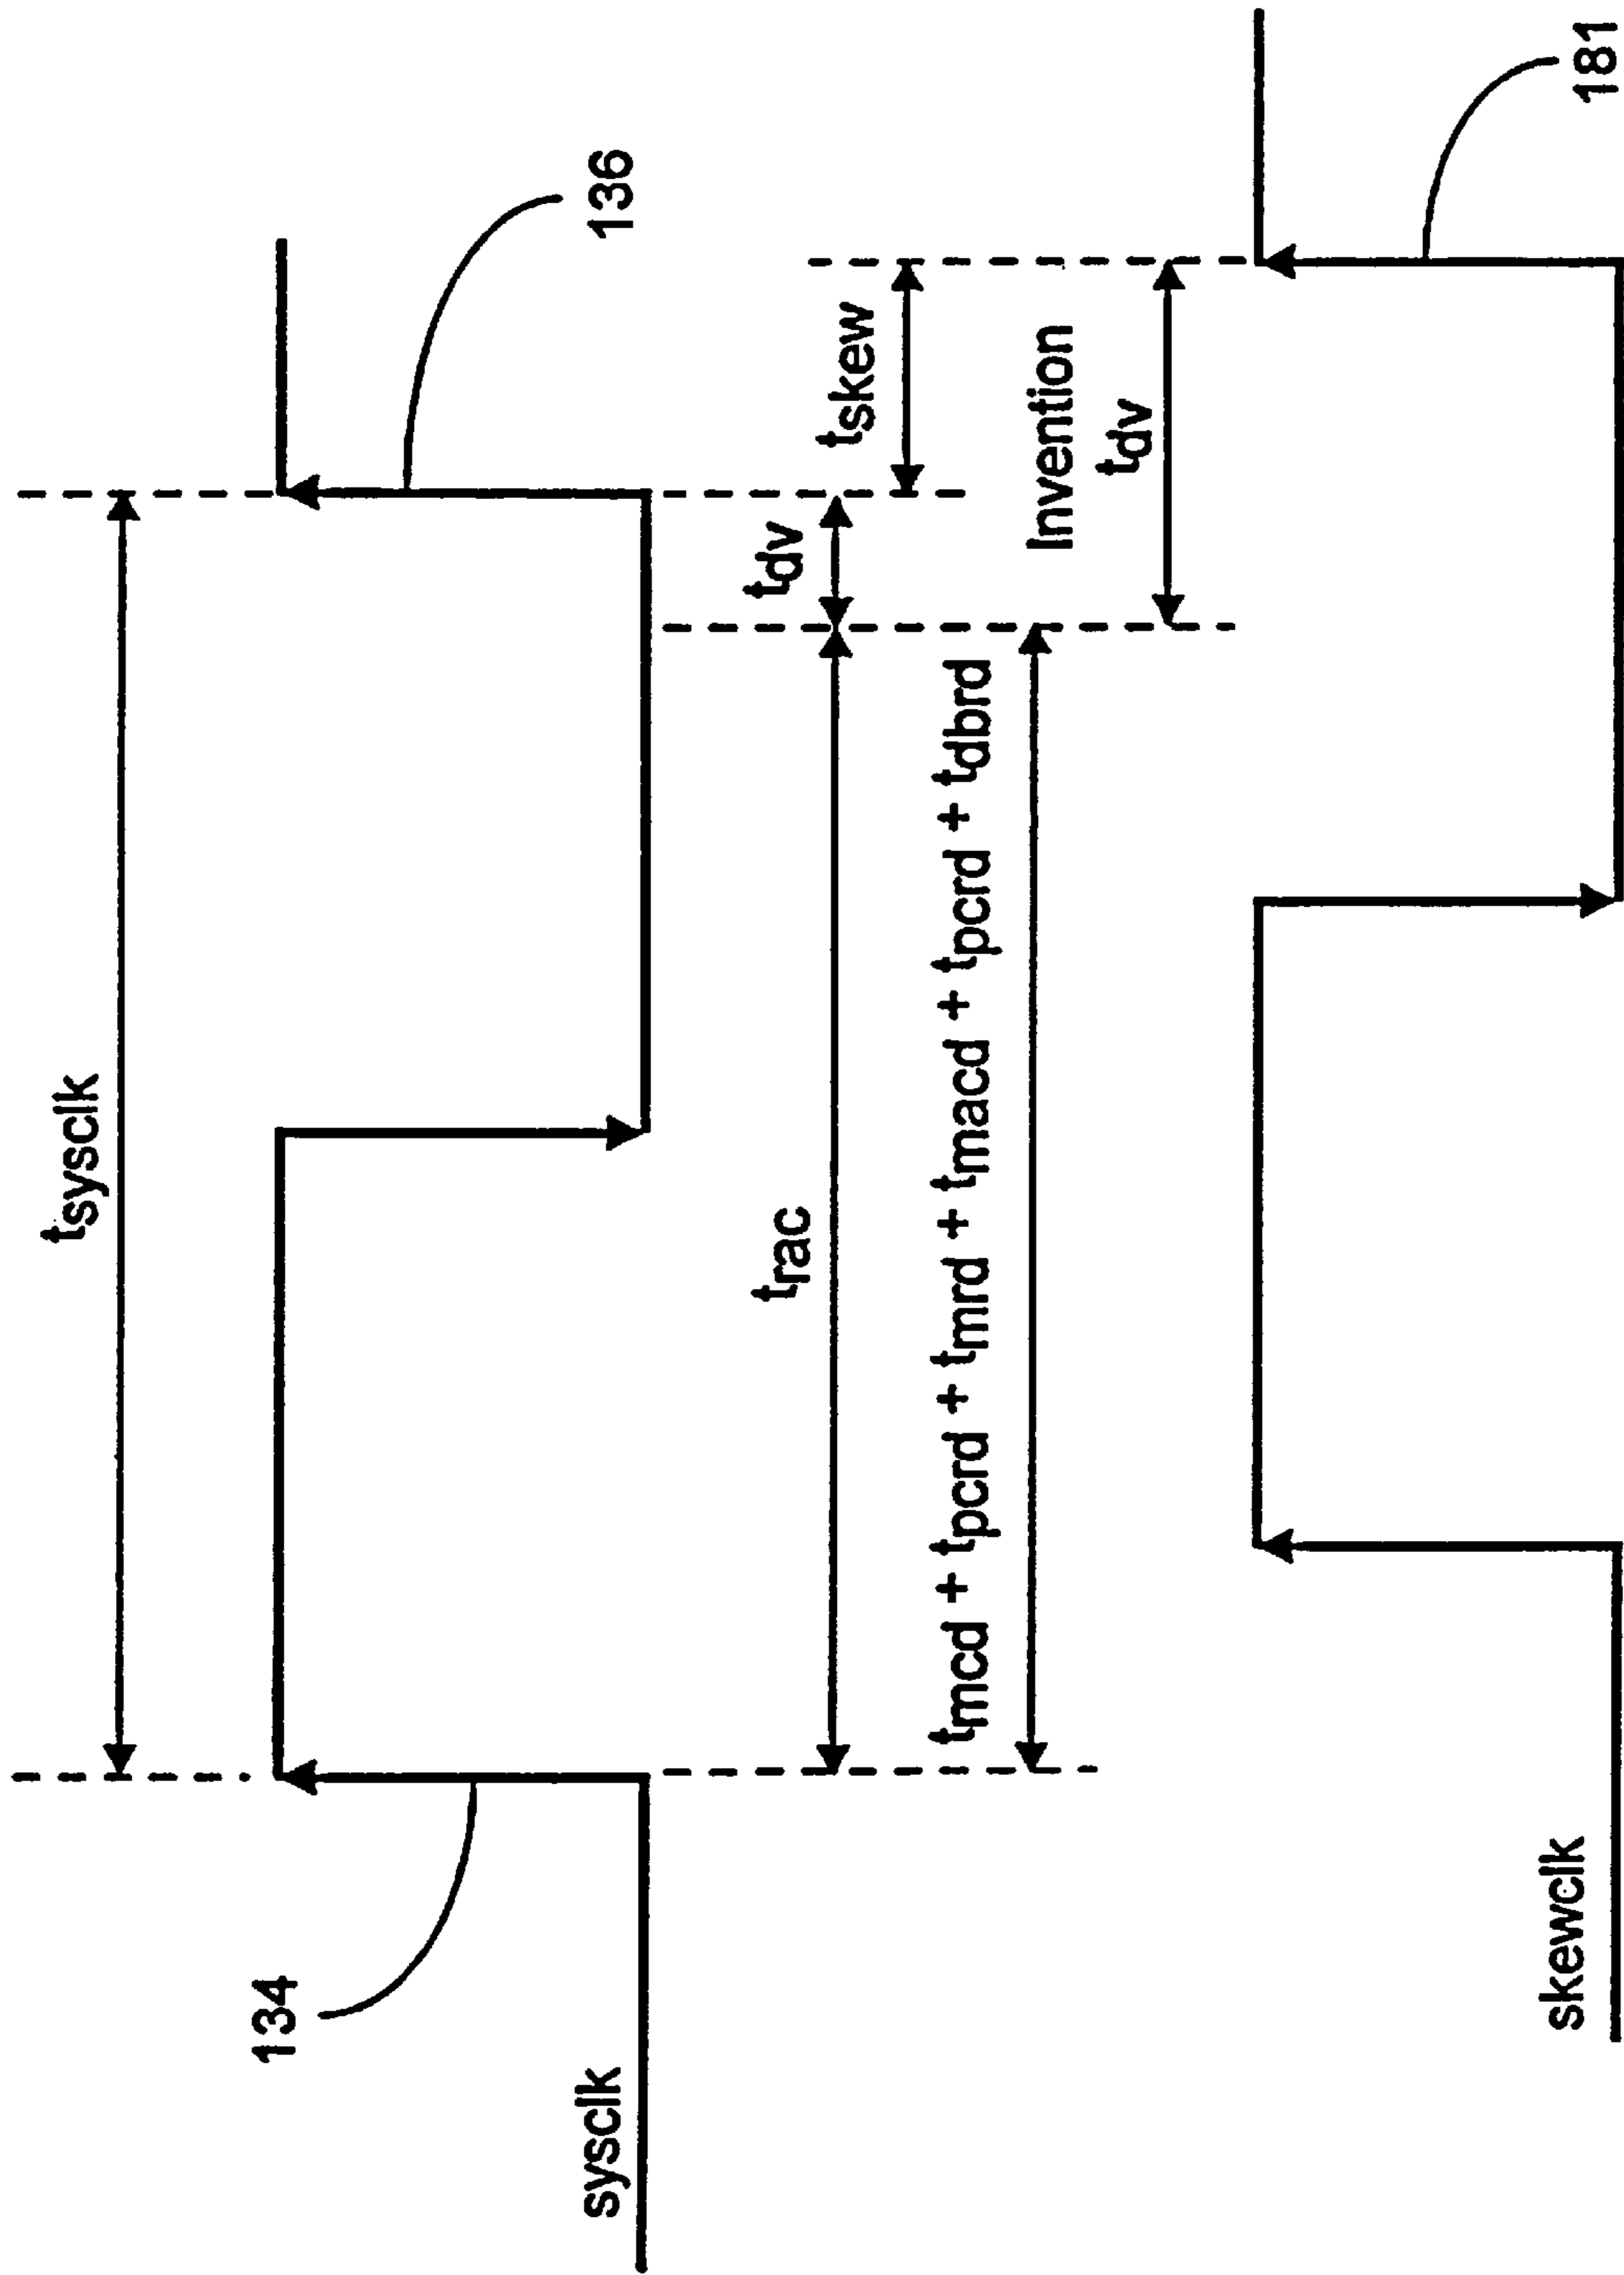 tsysclk
134
136
sysclk
trac
tdv
tskew
tmcd + tpcrd + tmrd + tmacd + tpcrd + tdbrd
Invention
tdv
skewclk
181